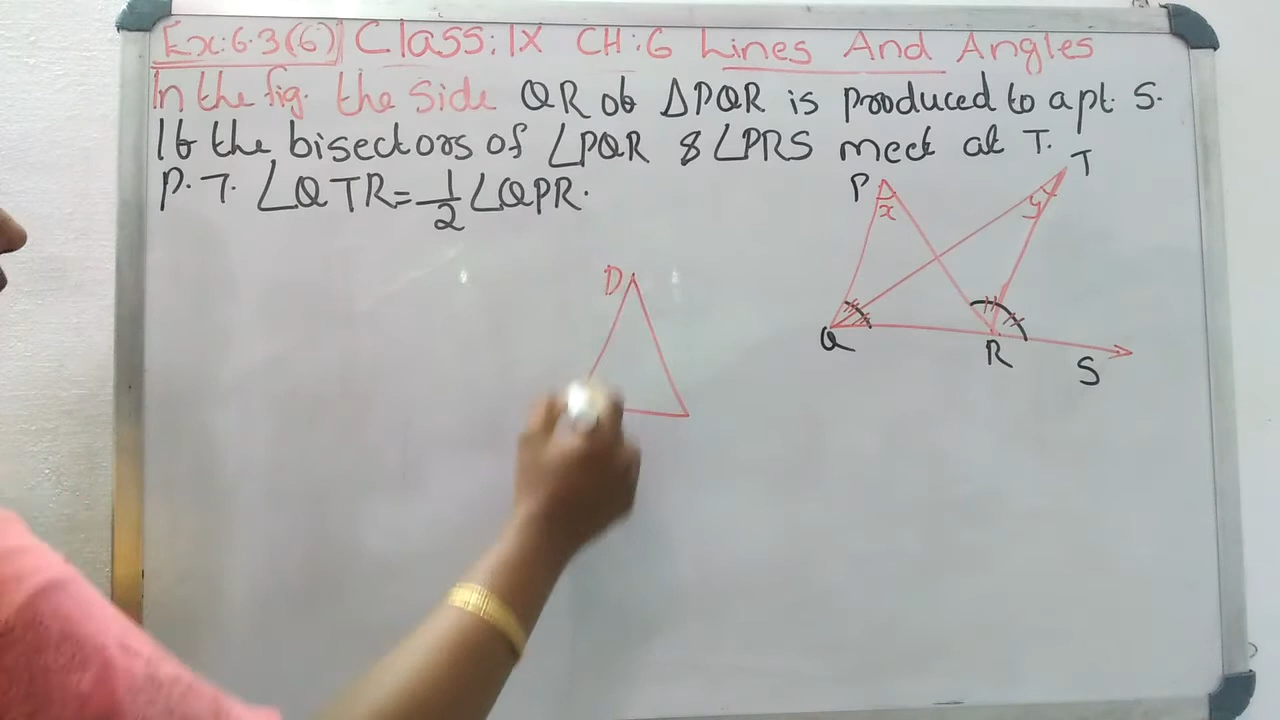 Ex:6.3(6) Class:IX CH:6 Lines And Angles
In the fig. the side QR of ΔPQR is produced to a pt. S.
If the bisectors of ∠PQR & ∠PRS meet at T.
P.T. ∠QTR=1/2∠QPR.
P
T
x
y
D
Q
R
S